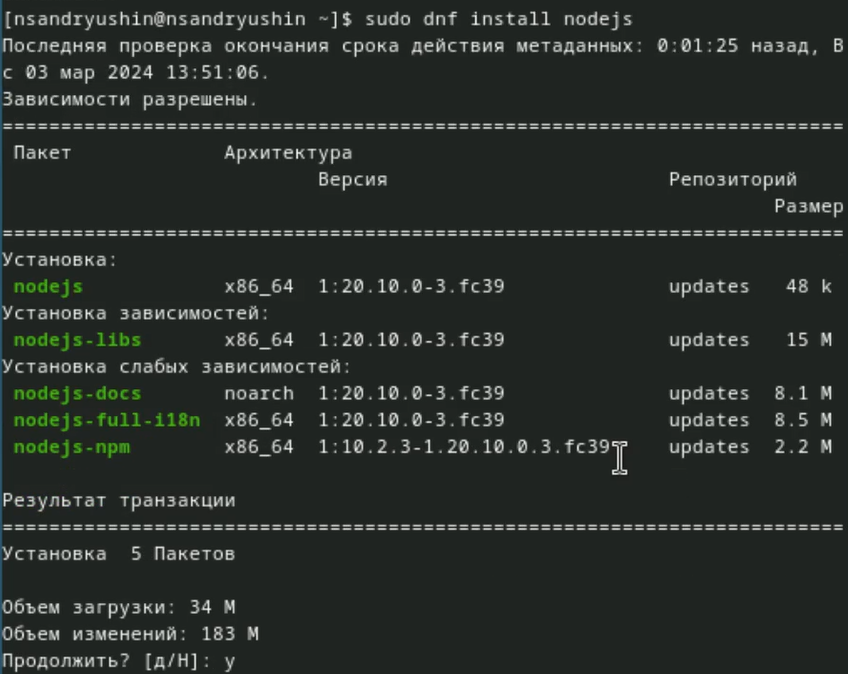 [nsandryushin@nsandryushin ~]$ sudo dnf install nodejs
Последняя проверка окончания срока действия метаданных: 0:01:25 назад, В
с 03 мар 2024 13:51:06.
Зависимости разрешены.
========================================================================
Пакет Архитектура
Версия Репозиторий
Размер
========================================================================
Установка:
nodejs x86_64 1:20.10.0-3.fc39 updates 48 k
Установка зависимостей:
nodejs-libs x86_64 1:20.10.0-3.fc39 updates 15 M
Установка слабых зависимостей:
nodejs-docs noarch 1:20.10.0-3.fc39 updates 8.1 M
nodejs-full-i18n x86_64 1:20.10.0-3.fc39 updates 8.5 M
nodejs-npm x86_64 1:10.2.3-1.20.10.0.3.fc39 updates 2.2 M
Результат транзакции
========================================================================
Установка 5 Пакетов
Объем загрузки: 34 M
Объем изменений: 183 M
Продолжить? [д/Н]: y